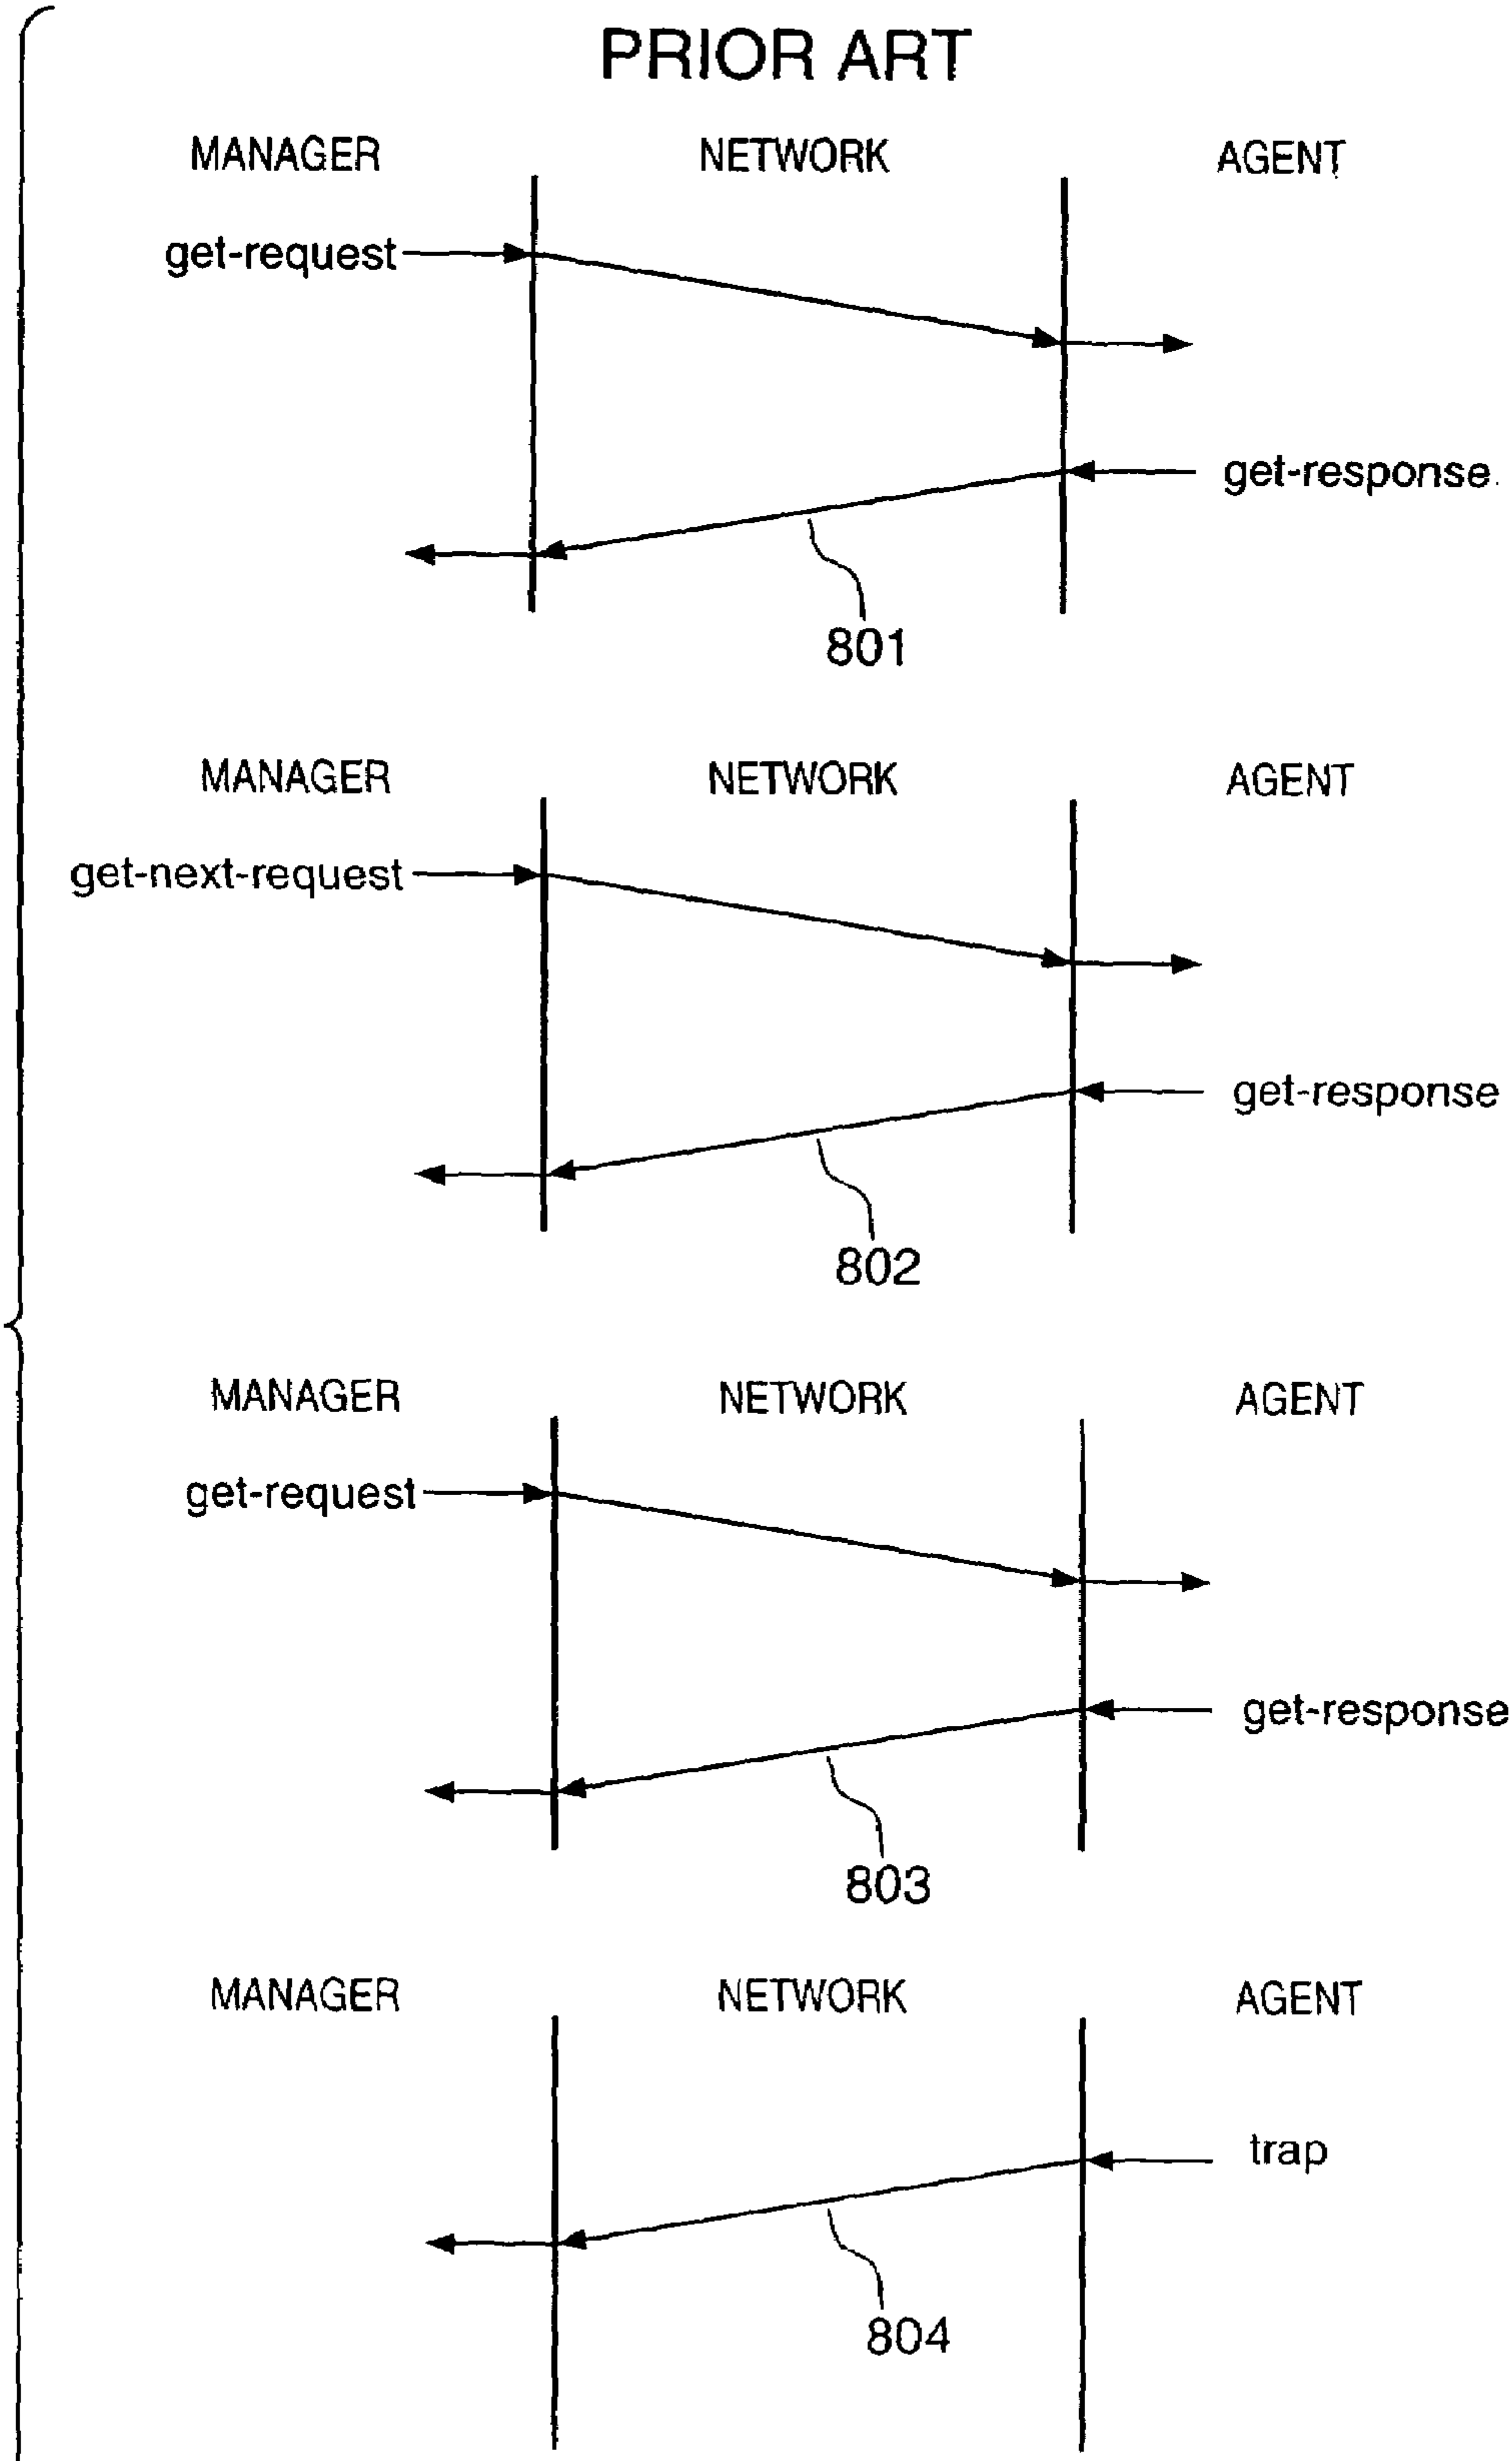 PRIOR ART
MANAGER NETWORK AGENT
get-request
get-response
801
MANAGER NETWORK AGENT
get-next-request
get-response
802
MANAGER NETWORK AGENT
get-request
get-response
803
MANAGER NETWORK AGENT
trap
804